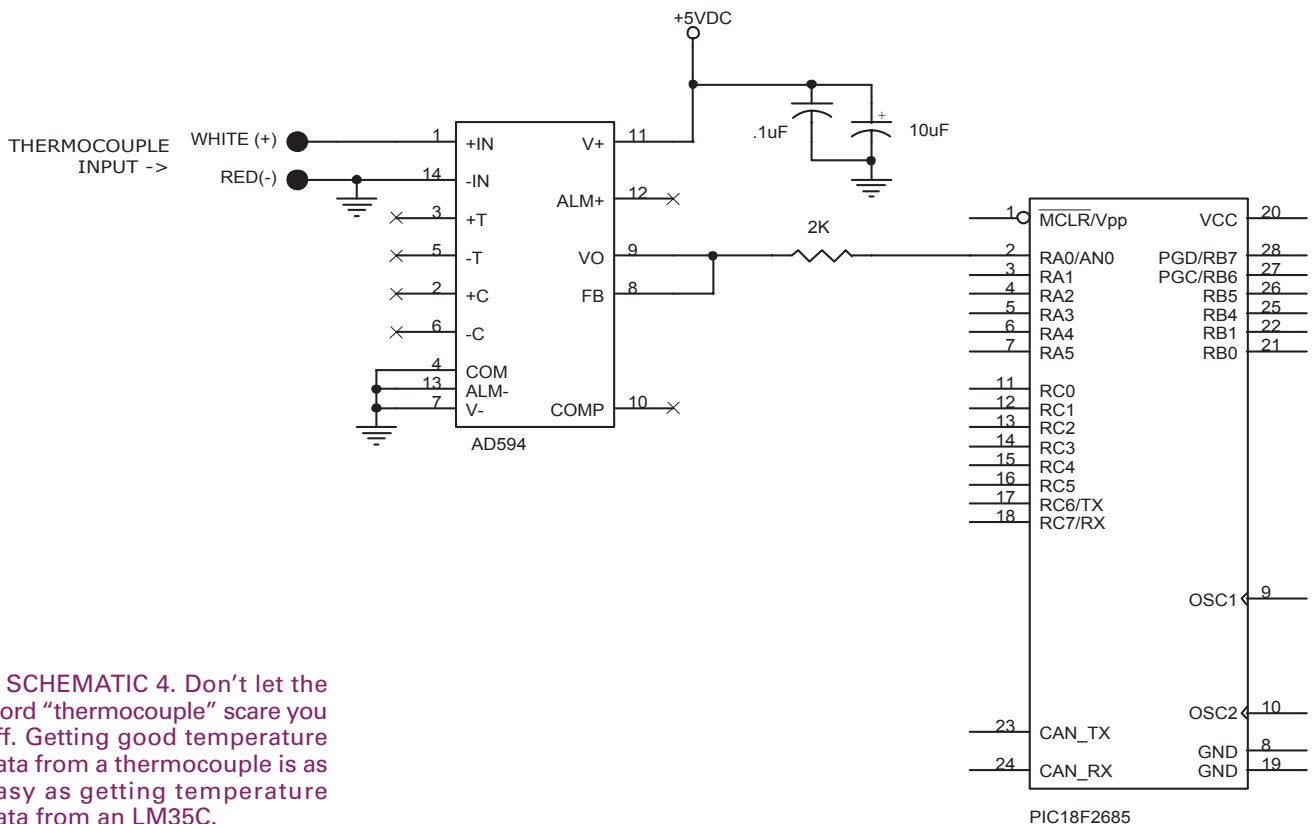 +5VDC
THERMOCOUPLE
INPUT ->
WHITE (+)
RED(-)
1
14
3
5
2
6
4
13
7
+IN
-IN
+T
-T
+C
-C
COM
ALM-
V-
V+
ALM+
VO
FB
COMP
11
12
9
8
10
AD594
.1uF
+
10uF
2K
1
2
3
4
5
6
7
11
12
13
14
15
16
17
18
23
24
MCLR/Vpp
RA0/AN0
RA1
RA2
RA3
RA4
RA5
RC0
RC1
RC2
RC3
RC4
RC5
RC6/TX
RC7/RX
CAN_TX
CAN_RX
VCC
PGD/RB7
PGC/RB6
RB5
RB4
RB1
RB0
OSC1
OSC2
GND
GND
20
28
27
26
25
22
21
9
10
8
19
PIC18F2685
SCHEMATIC 4. Don't let the
ord "thermocouple" scare you
ff. Getting good temperature
ata from a thermocouple is as
asy as getting temperature
ata from an LM35C.